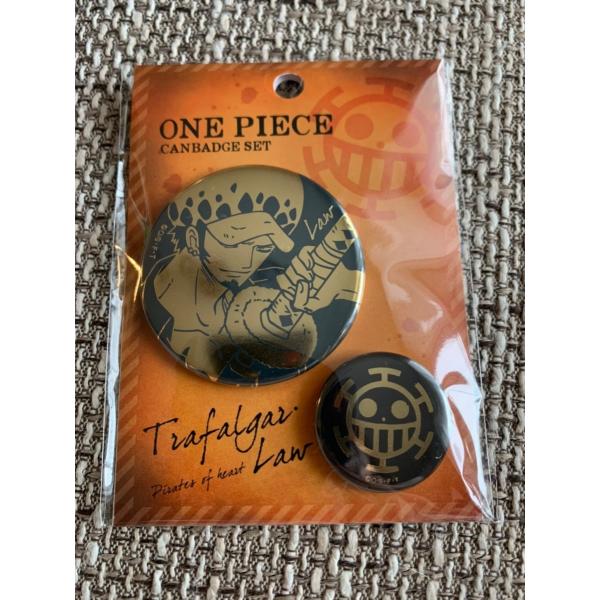 ONE PIECE
CANBADGE SET
Law
©O/S･F･T
Trafalgar･
Law
Pirates of heart
©O/S･F･T